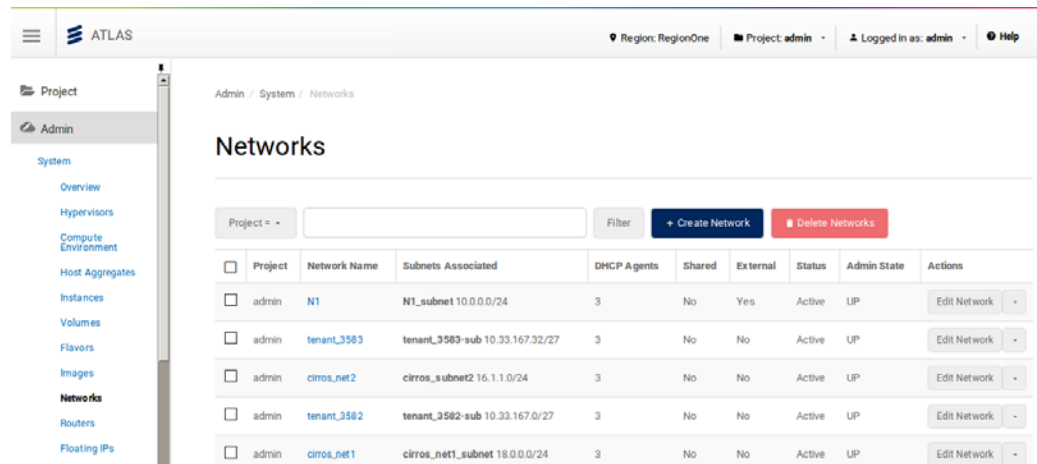 ATLAS
Region: RegionOne
Project: admin
Logged in as: admin
Help
Project
Admin
System
Overview
Hypervisors
Compute
Environment
Host Aggregates
Instances
Volumes
Flavors
Images
Networks
Routers
Floating IPs
Admin / System / Networks
Networks
Project =
Filter
+ Create Network
Delete Networks
Project Network Name Subnets Associated DHCP Agents Shared External Status Admin State Actions
admin N1 N1_subnet 10.0.0.0/24 3 No Yes Active UP Edit Network
admin tenant_3583 tenant_3583-sub 10.33.167.32/27 3 No No Active UP Edit Network
admin cirros_net2 cirros_subnet2 16.1.1.0/24 3 No No Active UP Edit Network
admin tenant_3582 tenant_3582-sub 10.33.167.0/27 3 No No Active UP Edit Network
admin cirros_net1 cirros_net1_subnet 18.0.0.0/24 3 No No Active UP Edit Network